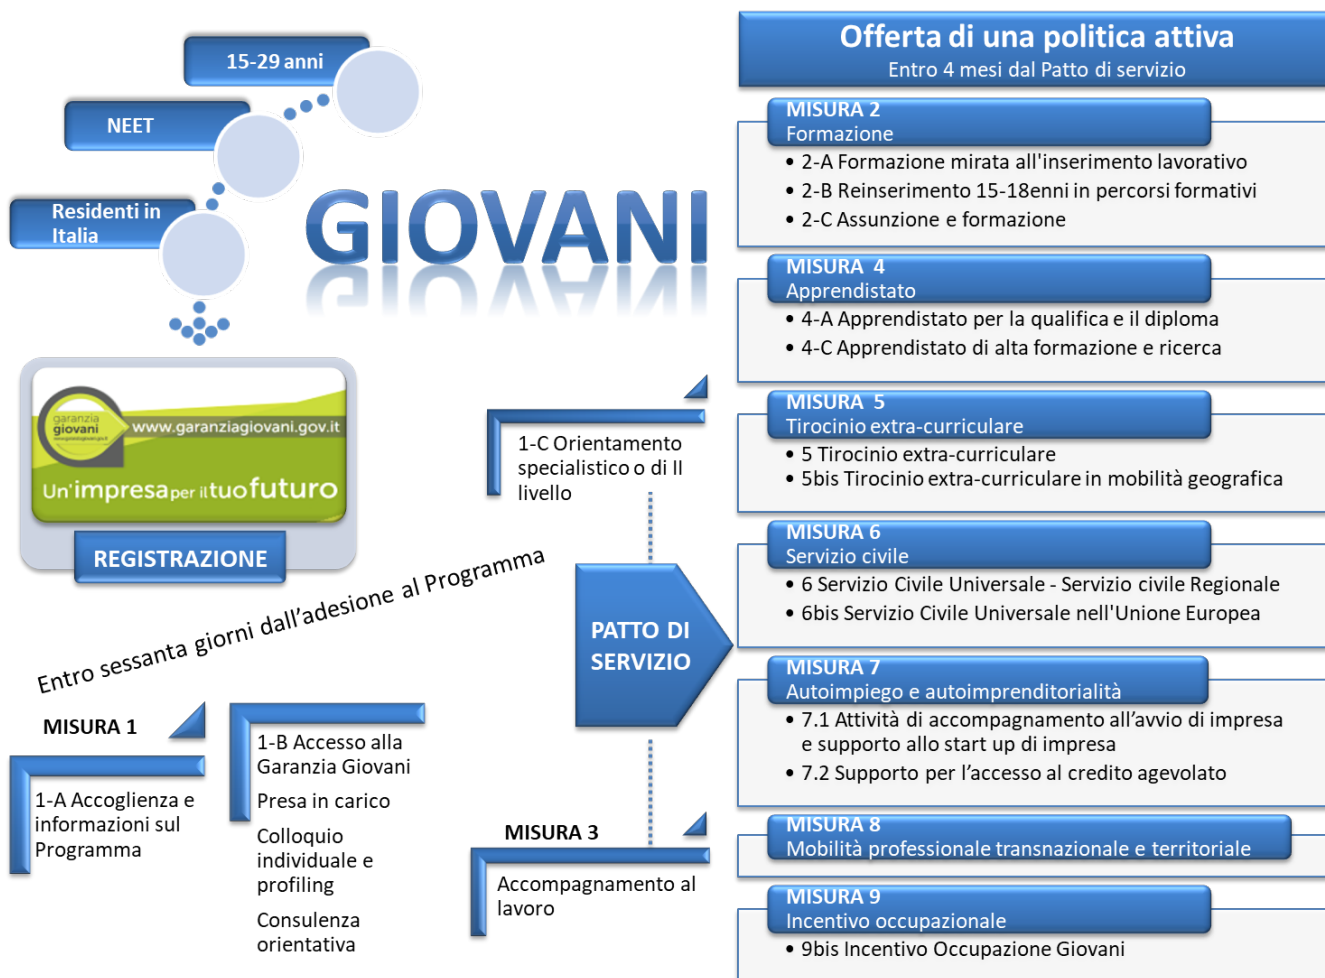 15-29 anni
NEET
Residenti in
Italia
GIOVANI
garanzia
giovani
www.garanziagiovani.gov.it
www.garanziagiovani.gov.it
Un'impresa per il tuo futuro
REGISTRAZIONE
Entro sessanta giorni dall’adesione al Programma
MISURA 1
1-A Accoglienza e
informazioni sul
Programma
1-B Accesso alla
Garanzia Giovani
Presa in carico
Colloquio
individuale e
profiling
Consulenza
orientativa
1-C Orientamento
specialistico o di II
livello
PATTO DI
SERVIZIO
MISURA 3
Accompagnamento al
lavoro
Offerta di una politica attiva
Entro 4 mesi dal Patto di servizio
MISURA 2
Formazione
• 2-A Formazione mirata all'inserimento lavorativo
• 2-B Reinserimento 15-18enni in percorsi formativi
• 2-C Assunzione e formazione
MISURA 4
Apprendistato
• 4-A Apprendistato per la qualifica e il diploma
• 4-C Apprendistato di alta formazione e ricerca
MISURA 5
Tirocinio extra-curriculare
• 5 Tirocinio extra-curriculare
• 5bis Tirocinio extra-curriculare in mobilità geografica
MISURA 6
Servizio civile
• 6 Servizio Civile Universale - Servizio civile Regionale
• 6bis Servizio Civile Universale nell'Unione Europea
MISURA 7
Autoimpiego e autoimprenditorialità
• 7.1 Attività di accompagnamento all’avvio di impresa
e supporto allo start up di impresa
• 7.2 Supporto per l’accesso al credito agevolato
MISURA 8
Mobilità professionale transnazionale e territoriale
MISURA 9
Incentivo occupazionale
• 9bis Incentivo Occupazione Giovani